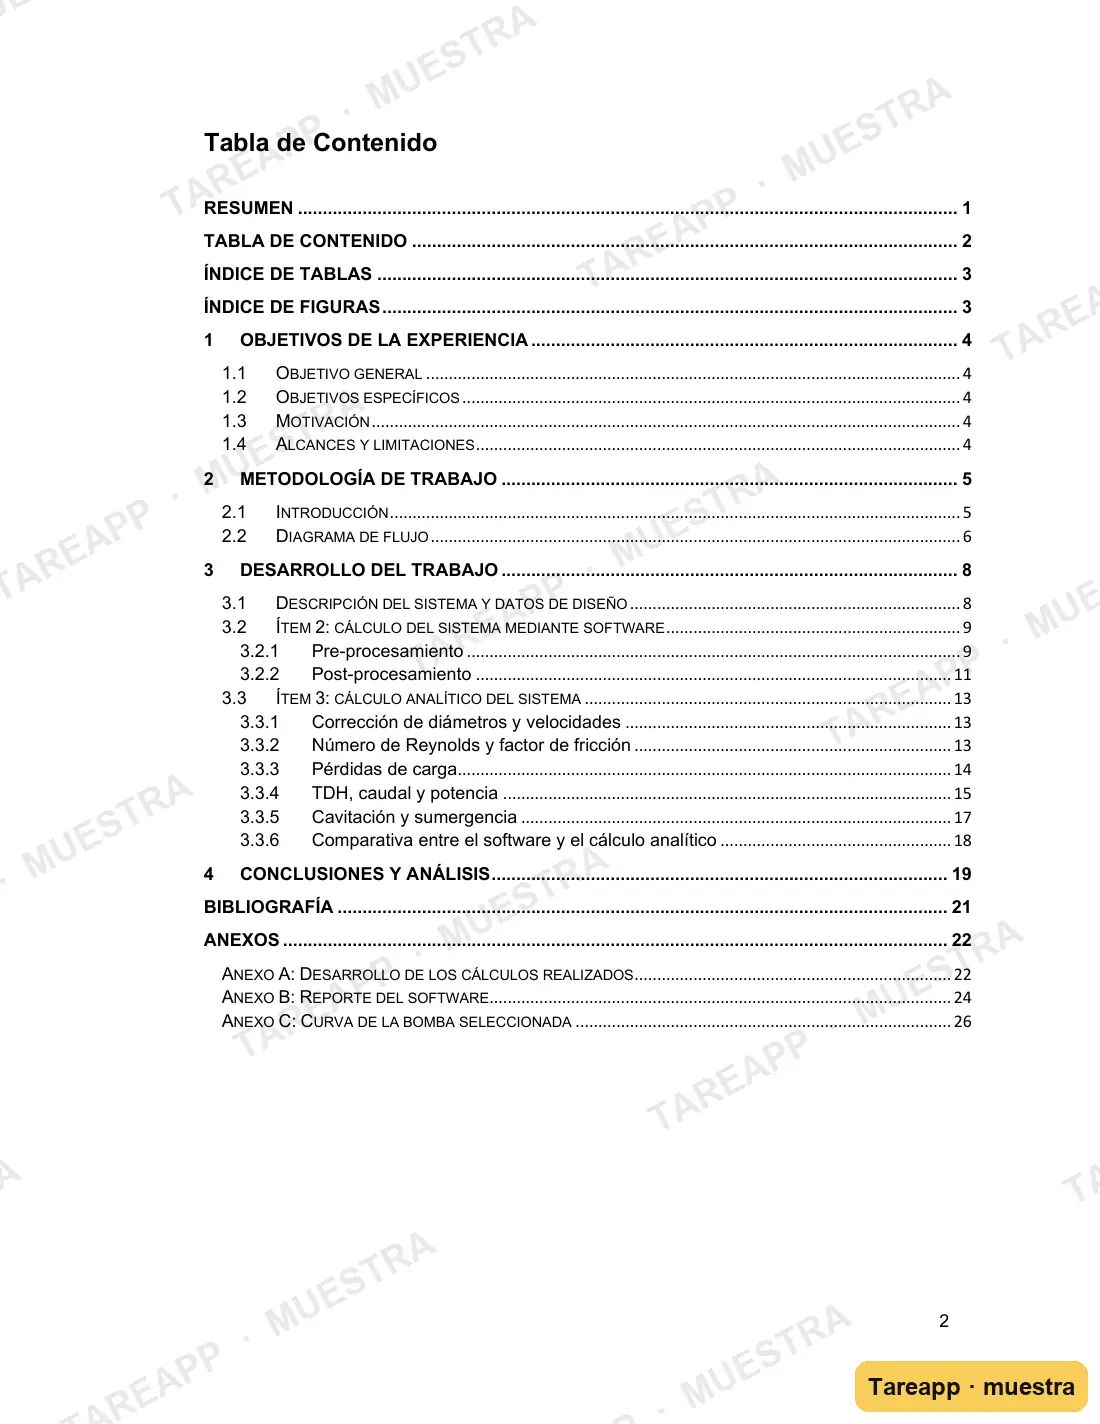 Tabla de Contenido
RESUMEN ........ 1
TABLA DE CONTENIDO ........ 2
ÍNDICE DE TABLAS ........ 3
ÍNDICE DE FIGURAS ........ 3
1 OBJETIVOS DE LA EXPERIENCIA ........ 4
1.1 OBJETIVO GENERAL ........ 4
1.2 OBJETIVOS ESPECÍFICOS ........ 4
1.3 MOTIVACIÓN ........ 4
1.4 ALCANCES Y LIMITACIONES ........ 4
2 METODOLOGÍA DE TRABAJO ........ 5
2.1 INTRODUCCIÓN ........ 5
2.2 DIAGRAMA DE FLUJO ........ 6
3 DESARROLLO DEL TRABAJO ........ 8
3.1 DESCRIPCIÓN DEL SISTEMA Y DATOS DE DISEÑO ........ 8
3.2 ÍTEM 2: CÁLCULO DEL SISTEMA MEDIANTE SOFTWARE ........ 9
3.2.1 Pre-procesamiento ........ 9
3.2.2 Post-procesamiento ........ 11
3.3 ÍTEM 3: CÁLCULO ANALÍTICO DEL SISTEMA ........ 13
3.3.1 Corrección de diámetros y velocidades ........ 13
3.3.2 Número de Reynolds y factor de fricción ........ 13
3.3.3 Pérdidas de carga ........ 14
3.3.4 TDH, caudal y potencia ........ 15
3.3.5 Cavitación y sumergencia ........ 17
3.3.6 Comparativa entre el software y el cálculo analítico ........ 18
4 CONCLUSIONES Y ANÁLISIS ........ 19
BIBLIOGRAFÍA ........ 21
ANEXOS ........ 22
ANEXO A: DESARROLLO DE LOS CÁLCULOS REALIZADOS ........ 22
ANEXO B: REPORTE DEL SOFTWARE ........ 24
ANEXO C: CURVA DE LA BOMBA SELECCIONADA ........ 26
2
Tareapp · muestra
TAREAPP · MUESTRA